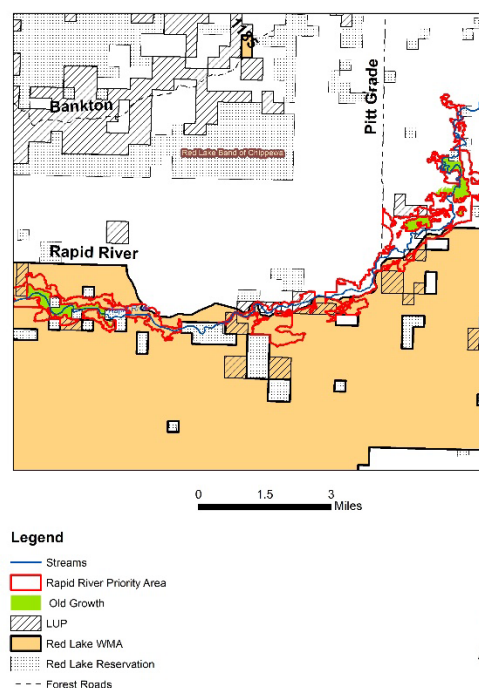 Bankton
Pitt Grade
Red Lake Band of Chippewa
Rapid River
0 1.5 3
Miles
Legend
Streams
Rapid River Priority Area
Old Growth
LUP
Red Lake WMA
Red Lake Reservation
Forest Roads